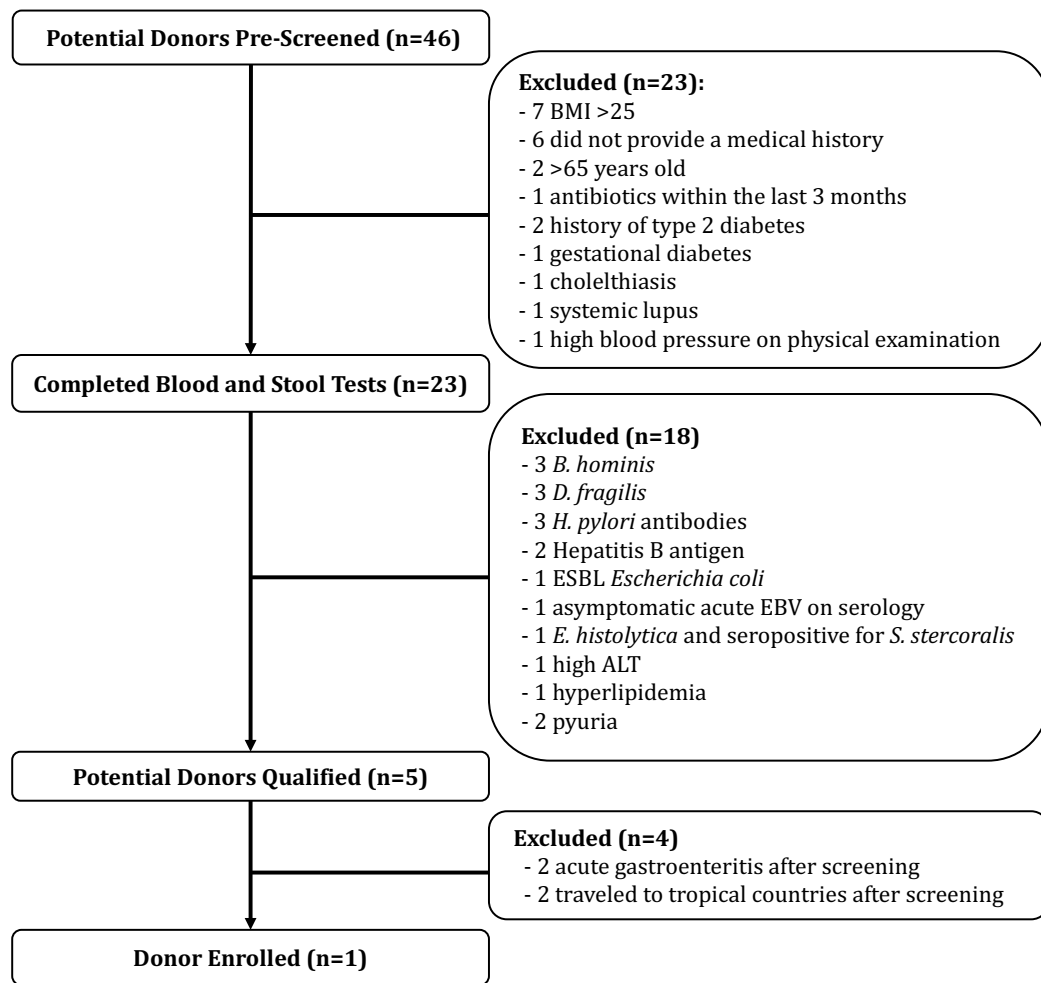 Potential Donors Pre-Screened (n=46)
Excluded (n=23):
- 7 BMI >25
- 6 did not provide a medical history
- 2 >65 years old
- 1 antibiotics within the last 3 months
- 2 history of type 2 diabetes
- 1 gestational diabetes
- 1 cholelthiasis
- 1 systemic lupus
- 1 high blood pressure on physical examination
Completed Blood and Stool Tests (n=23)
Excluded (n=18)
- 3 B. hominis
- 3 D. fragilis
- 3 H. pylori antibodies
- 2 Hepatitis B antigen
- 1 ESBL Escherichia coli
- 1 asymptomatic acute EBV on serology
- 1 E. histolytica and seropositive for S. stercoralis
- 1 high ALT
- 1 hyperlipidemia
- 2 pyuria
Potential Donors Qualified (n=5)
Excluded (n=4)
- 2 acute gastroenteritis after screening
- 2 traveled to tropical countries after screening
Donor Enrolled (n=1)